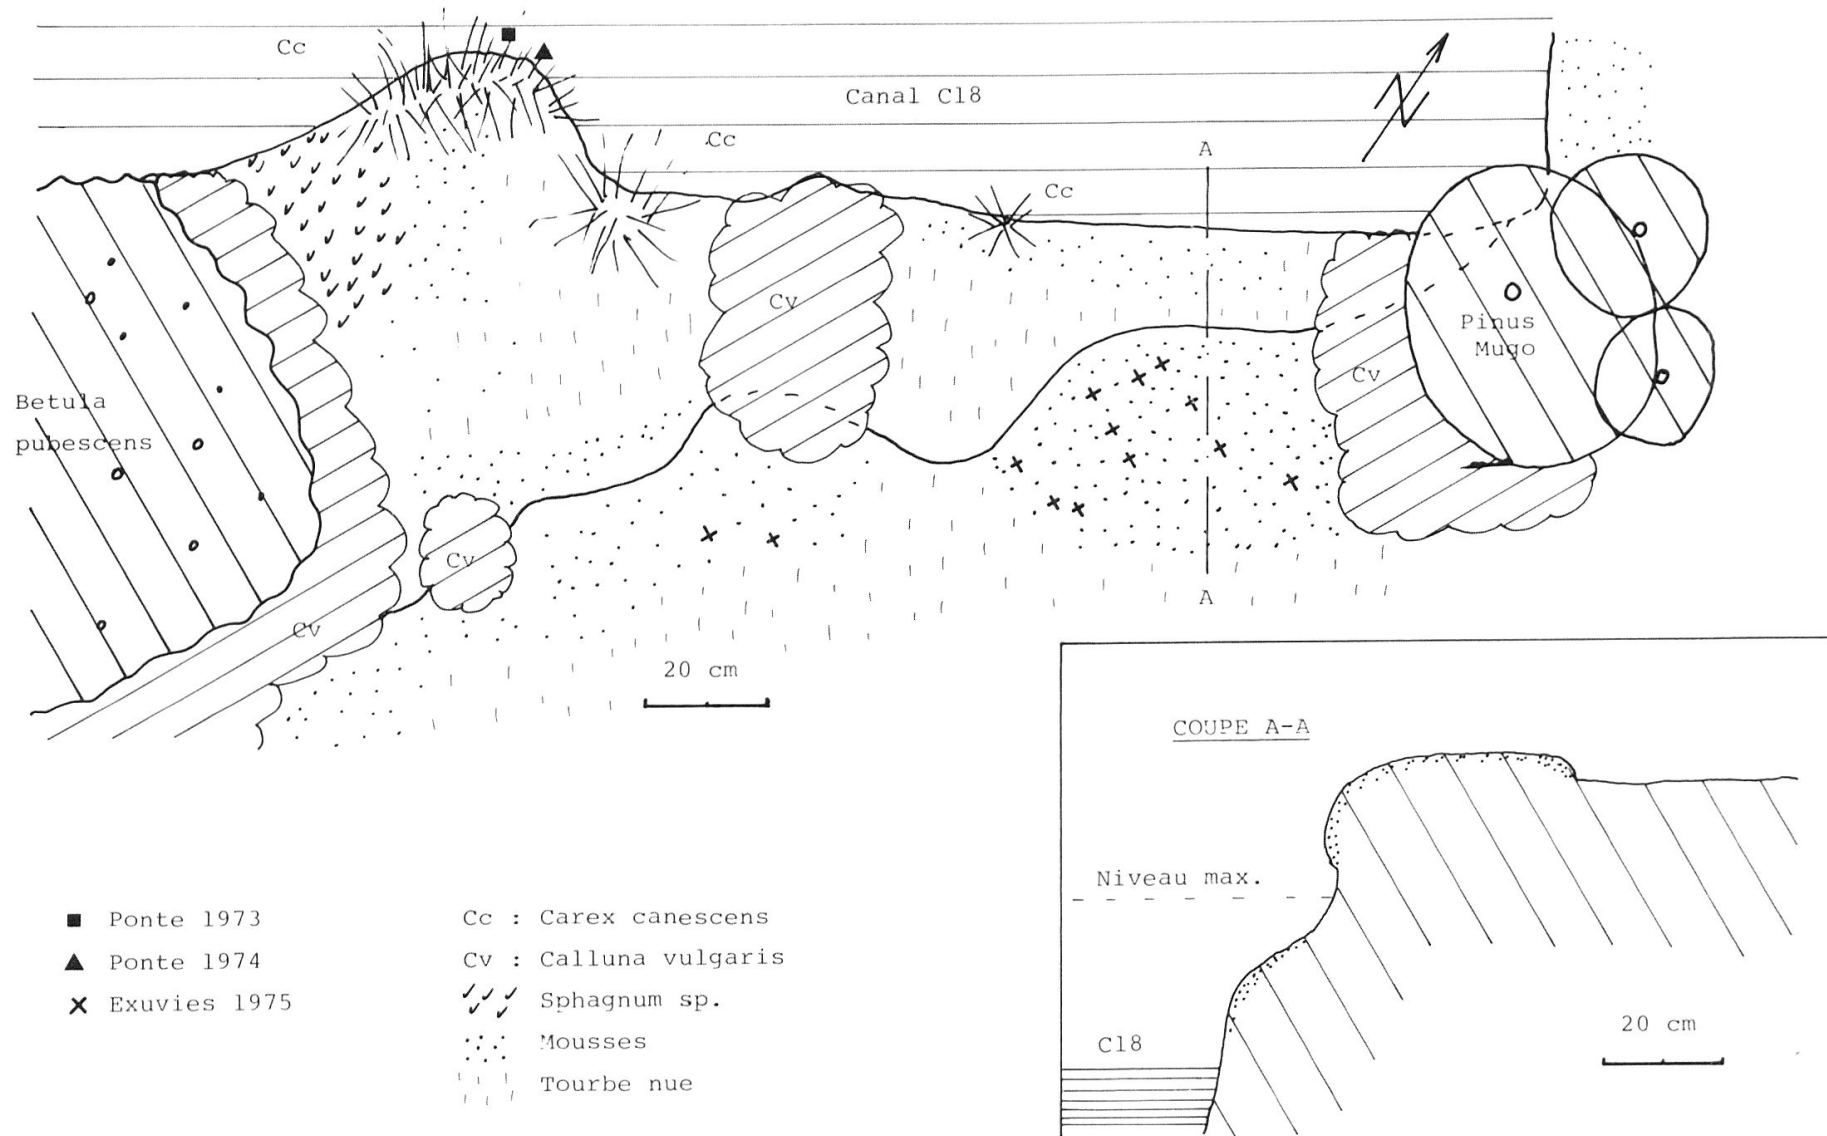 Cc
Canal C18
Cc
A
Cc
Cv
Pinus
Mugo
Cv
Betula
pubescens
Cv
A
Cv
20 cm
COUPE A-A
Niveau max.
■ Ponte 1973
▲ Ponte 1974
x Exuvies 1975
Cc : Carex canescens
Cv : Calluna vulgaris
Sphagnum sp.
Mousses
Tourbe nue
20 cm
C18